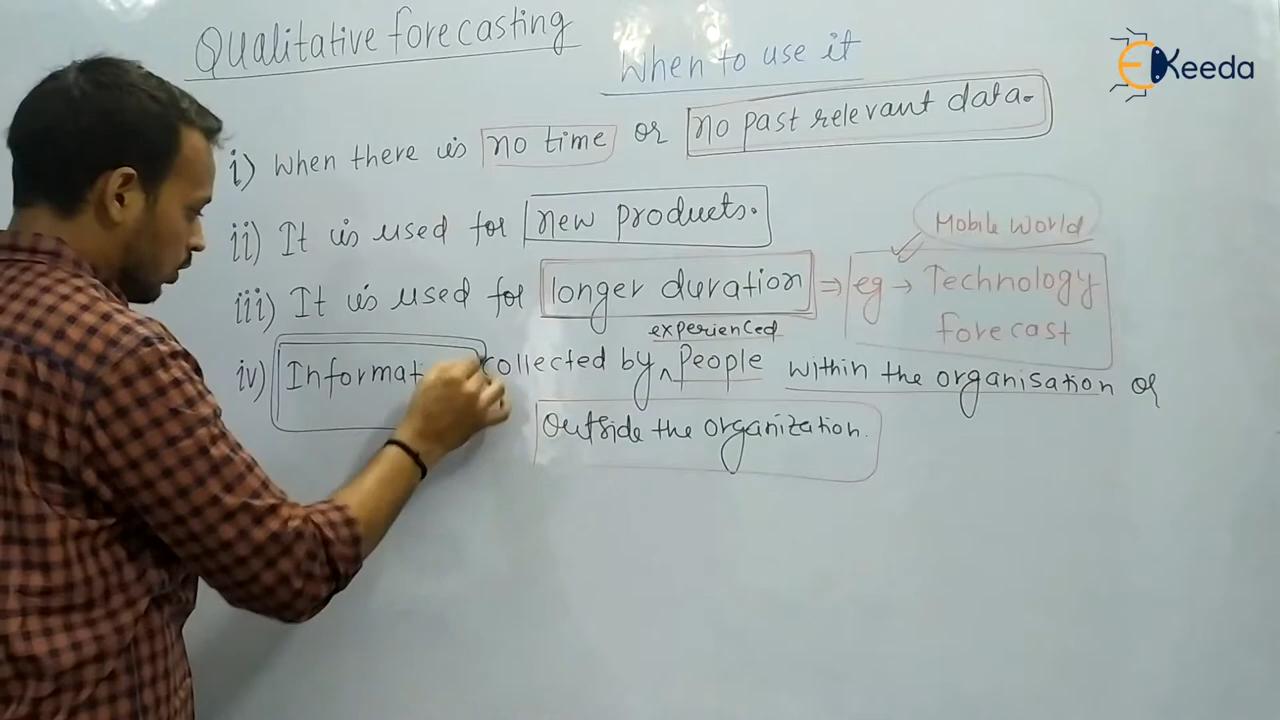 Qualitative forecasting
When to use it
EKeeda
i) When there is no time or no past relevant data.
ii) It is used for new products.
Mobile World
iii) It is used for longer duration ⇒ eg → Technology
forecast
experienced
iv) Informat collected by ^ People within the organisation or
outside the organization.